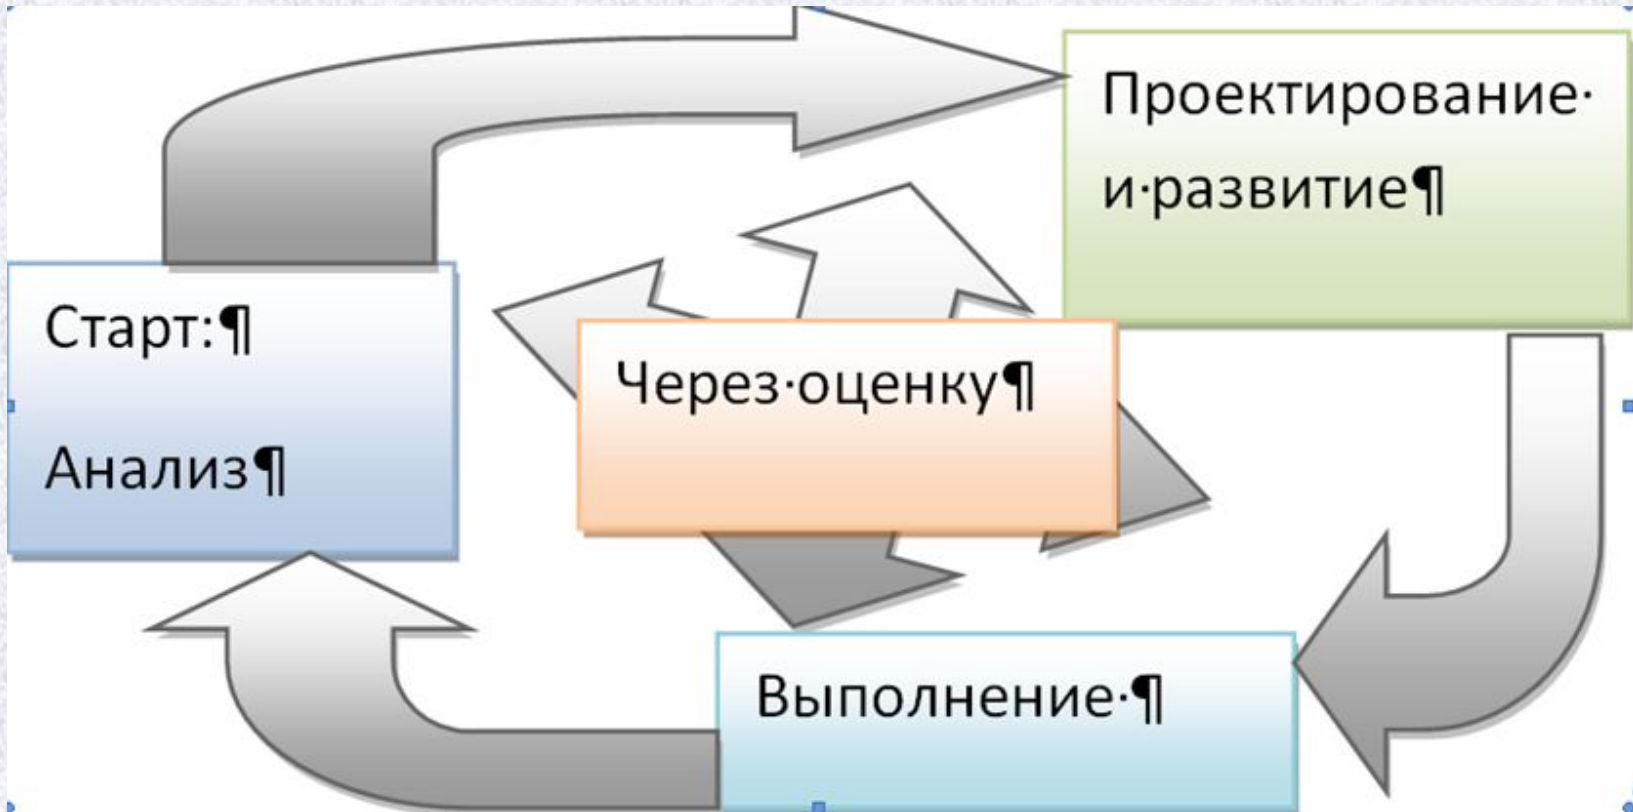 Старт:¶
Анализ¶
Проектирование·
и·развитие¶
Через·оценку¶
Выполнение·¶